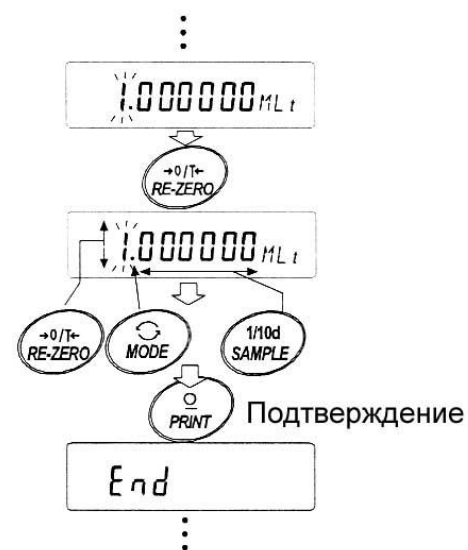 1.000000 MLt
→0/T←
RE-ZERO
1.000000 MLt
→0/T←
RE-ZERO
MODE
1/10d
SAMPLE
PRINT
Подтверждение
End